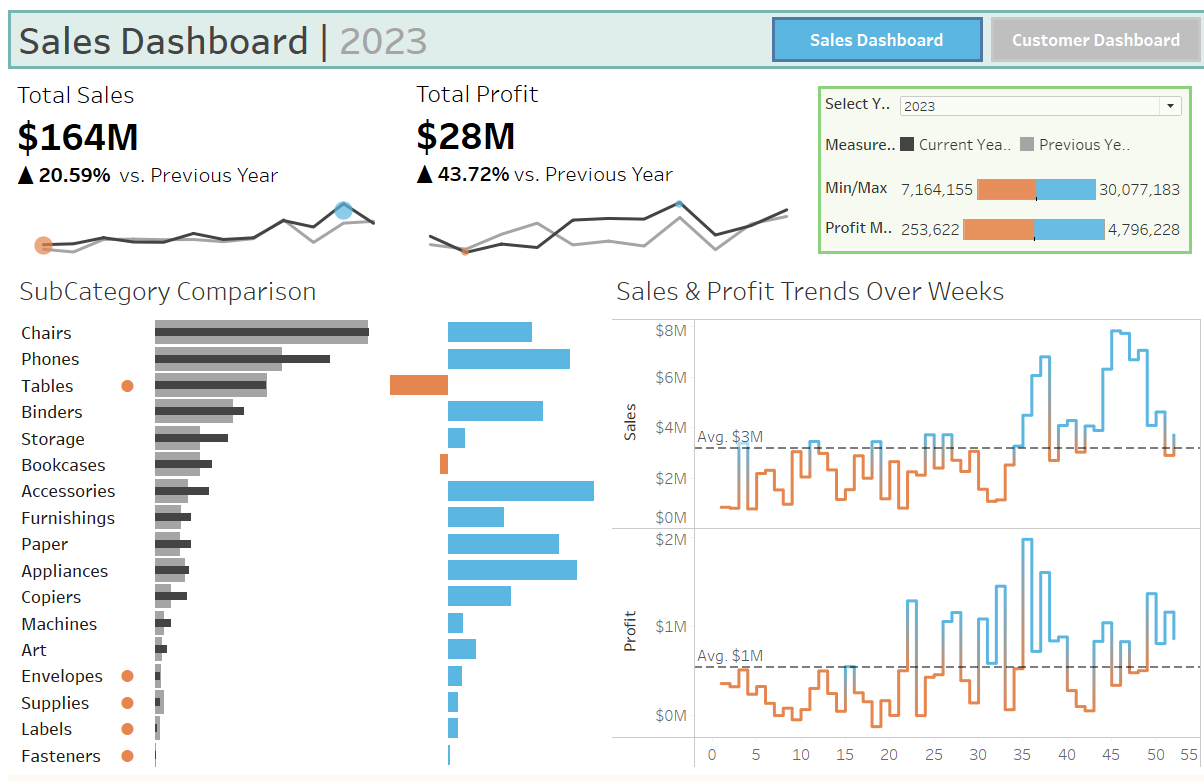 Sales Dashboard | 2023
Sales Dashboard
Customer Dashboard
Total Sales
$164M
▲ 20.59% vs. Previous Year
Total Profit
$28M
▲ 43.72% vs. Previous Year
Select Y.. 2023
Measure.. Current Yea.. Previous Ye..
Min/Max 7,164,155 30,077,183
Profit M.. 253,622 4,796,228
SubCategory Comparison
Chairs
Phones
Tables
Binders
Storage
Bookcases
Accessories
Furnishings
Paper
Appliances
Copiers
Machines
Art
Envelopes
Supplies
Labels
Fasteners
Sales & Profit Trends Over Weeks
Sales
$8M
$6M
$4M
Avg. $3M
$2M
$0M
Profit
$2M
$1M
Avg. $1M
$0M
0 5 10 15 20 25 30 35 40 45 50 55